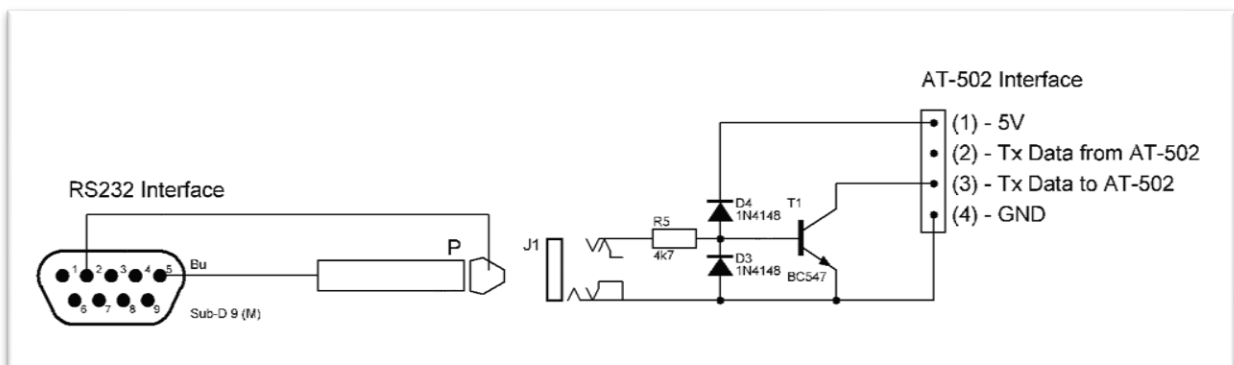 AT-502 Interface
(1) - 5V
(2) - Tx Data from AT-502
(3) - Tx Data to AT-502
(4) - GND
RS232 Interface
P
J1
R5
4k7
D4
1N4148
T1
D3
1N4148
BC547
1
2
3
4
5
6
7
8
9
Bu
Sub-D 9 (M)